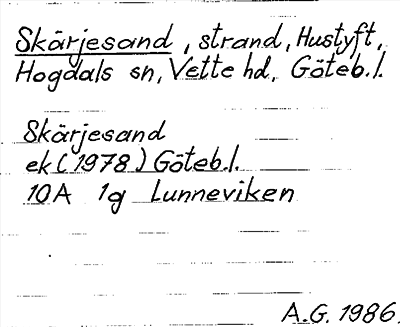 Skärjesand, strand, Hustyft,
Hogdals sn, Vette hd, Göteb.l.
Skärjesand
ek (1978) Göteb.l.
10A 1g Lunneviken
A.G. 1986.